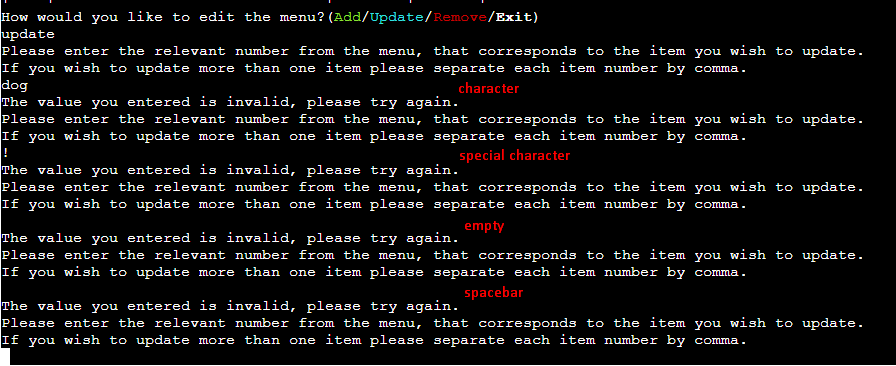 How would you like to edit the menu?(Add/Update/Remove/Exit)
update
Please enter the relevant number from the menu, that corresponds to the item you wish to update.
If you wish to update more than one item please separate each item number by comma.
dog
character
The value you entered is invalid, please try again.
Please enter the relevant number from the menu, that corresponds to the item you wish to update.
If you wish to update more than one item please separate each item number by comma.
!
special character
The value you entered is invalid, please try again.
Please enter the relevant number from the menu, that corresponds to the item you wish to update.
If you wish to update more than one item please separate each item number by comma.
empty
The value you entered is invalid, please try again.
Please enter the relevant number from the menu, that corresponds to the item you wish to update.
If you wish to update more than one item please separate each item number by comma.
spacebar
The value you entered is invalid, please try again.
Please enter the relevant number from the menu, that corresponds to the item you wish to update.
If you wish to update more than one item please separate each item number by comma.